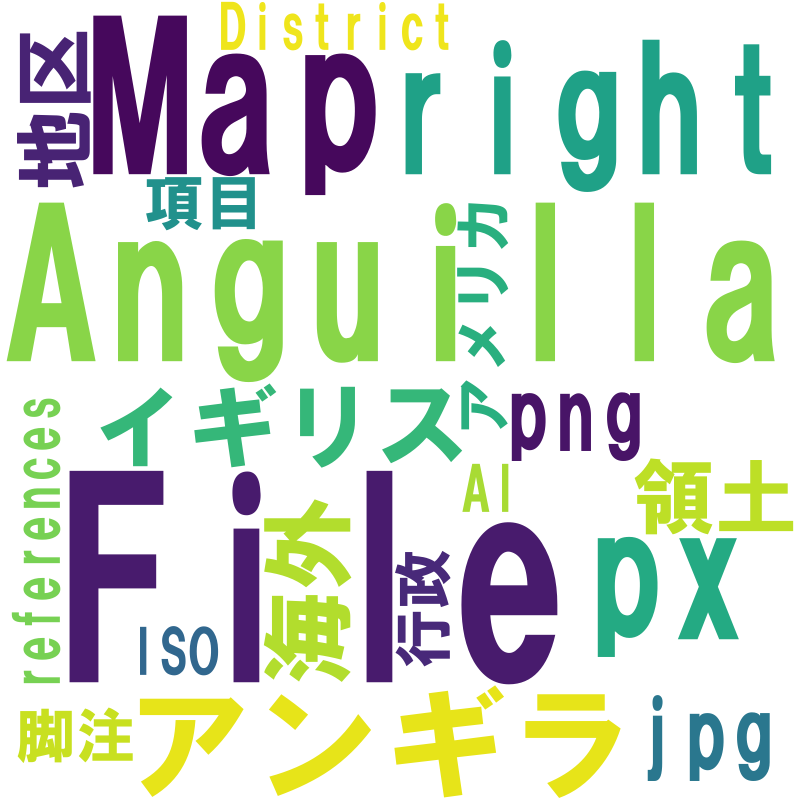 District
Map
right
地区
項目
Anguilla
アメリカ
イギリス
png
references
File
AI
領土
海外
行政
px
ISO
脚注
アンギラ
jpg